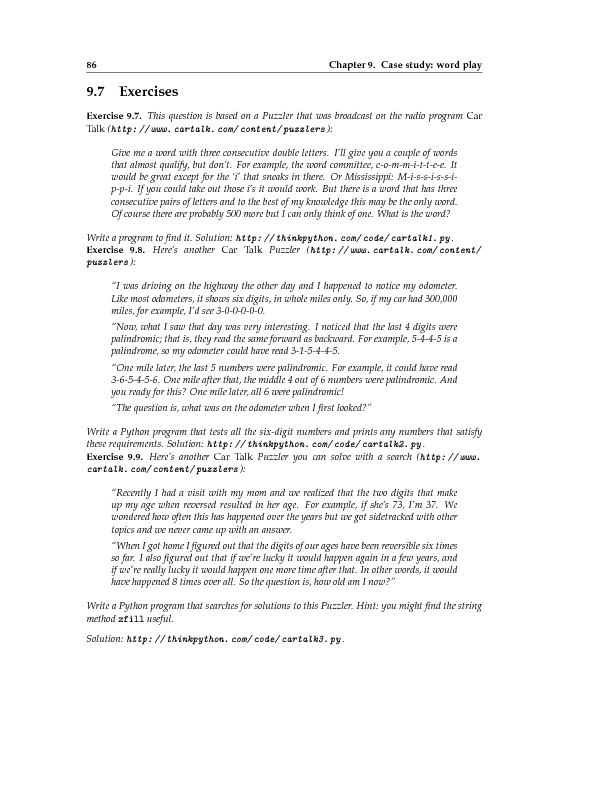 86 Chapter 9. Case study: word play
9.7 Exercises
Exercise 9.7. This question is based on a Puzzler that was broadcast on the radio program Car
Talk (http://www.cartalk.com/content/puzzlers):
Give me a word with three consecutive double letters. I'll give you a couple of words
that almost qualify, but don't. For example, the word committee, c-o-m-m-i-t-t-e-e. It
would be great except for the 'i' that sneaks in there. Or Mississippi: M-i-s-s-i-s-s-i-
p-p-i. If you could take out those i's it would work. But there is a word that has three
consecutive pairs of letters and to the best of my knowledge this may be the only word.
Of course there are probably 500 more but I can only think of one. What is the word?
Write a program to find it. Solution: http://thinkpython.com/code/cartalk1.py.
Exercise 9.8. Here's another Car Talk Puzzler (http://www.cartalk.com/content/
puzzlers):
"I was driving on the highway the other day and I happened to notice my odometer.
Like most odometers, it shows six digits, in whole miles only. So, if my car had 300,000
miles, for example, I'd see 3-0-0-0-0-0.
"Now, what I saw that day was very interesting. I noticed that the last 4 digits were
palindromic; that is, they read the same forward as backward. For example, 5-4-4-5 is a
palindrome, so my odometer could have read 3-1-5-4-4-5.
"One mile later, the last 5 numbers were palindromic. For example, it could have read
3-6-5-4-5-6. One mile after that, the middle 4 out of 6 numbers were palindromic. And
you ready for this? One mile later, all 6 were palindromic!
"The question is, what was on the odometer when I first looked?"
Write a Python program that tests all the six-digit numbers and prints any numbers that satisfy
these requirements. Solution: http://thinkpython.com/code/cartalk2.py.
Exercise 9.9. Here's another Car Talk Puzzler you can solve with a search (http://www.
cartalk.com/content/puzzlers):
"Recently I had a visit with my mom and we realized that the two digits that make
up my age when reversed resulted in her age. For example, if she's 73, I'm 37. We
wondered how often this has happened over the years but we got sidetracked with other
topics and we never came up with an answer.
"When I got home I figured out that the digits of our ages have been reversible six times
so far. I also figured out that if we're lucky it would happen again in a few years, and
if we're really lucky it would happen one more time after that. In other words, it would
have happened 8 times over all. So the question is, how old am I now?"
Write a Python program that searches for solutions to this Puzzler. Hint: you might find the string
method zfill useful.
Solution: http://thinkpython.com/code/cartalk3.py.